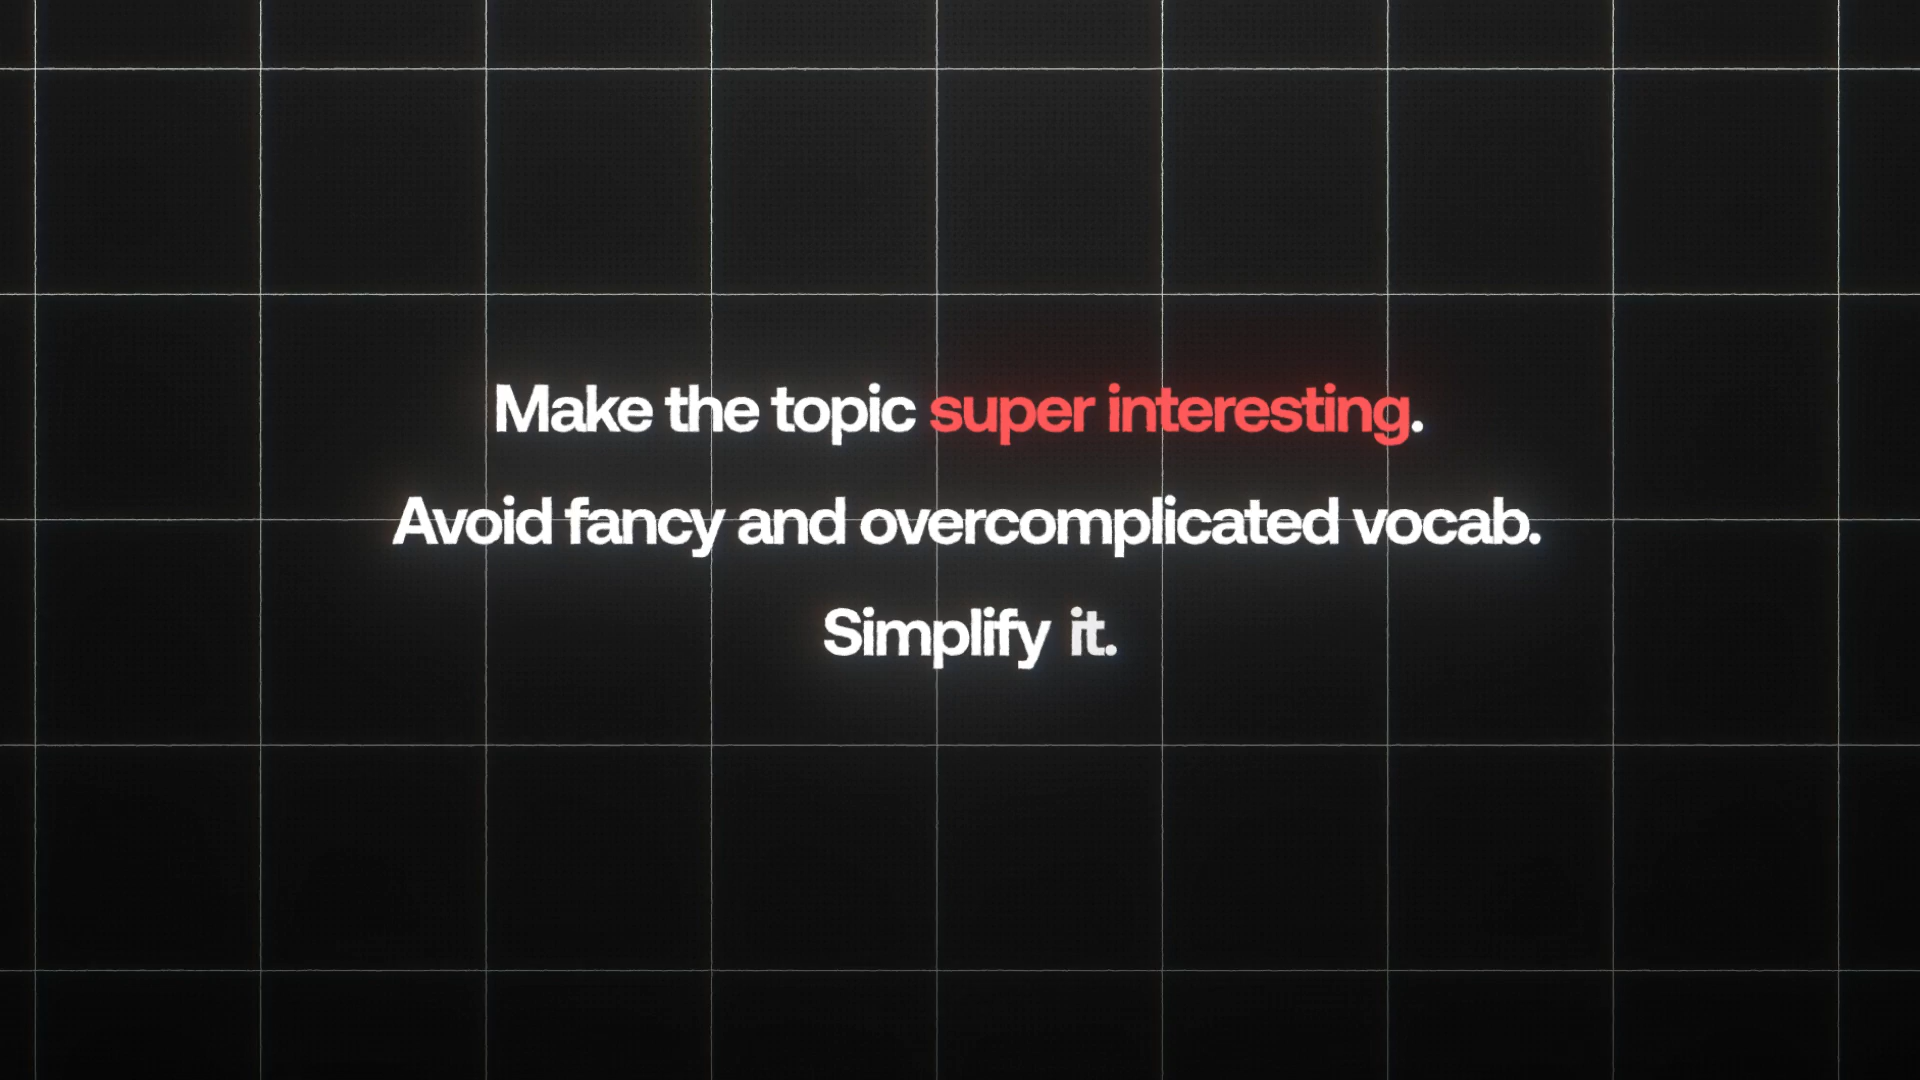 Make the topic super interesting.
Avoid fancy and overcomplicated vocab.
Simplify it.